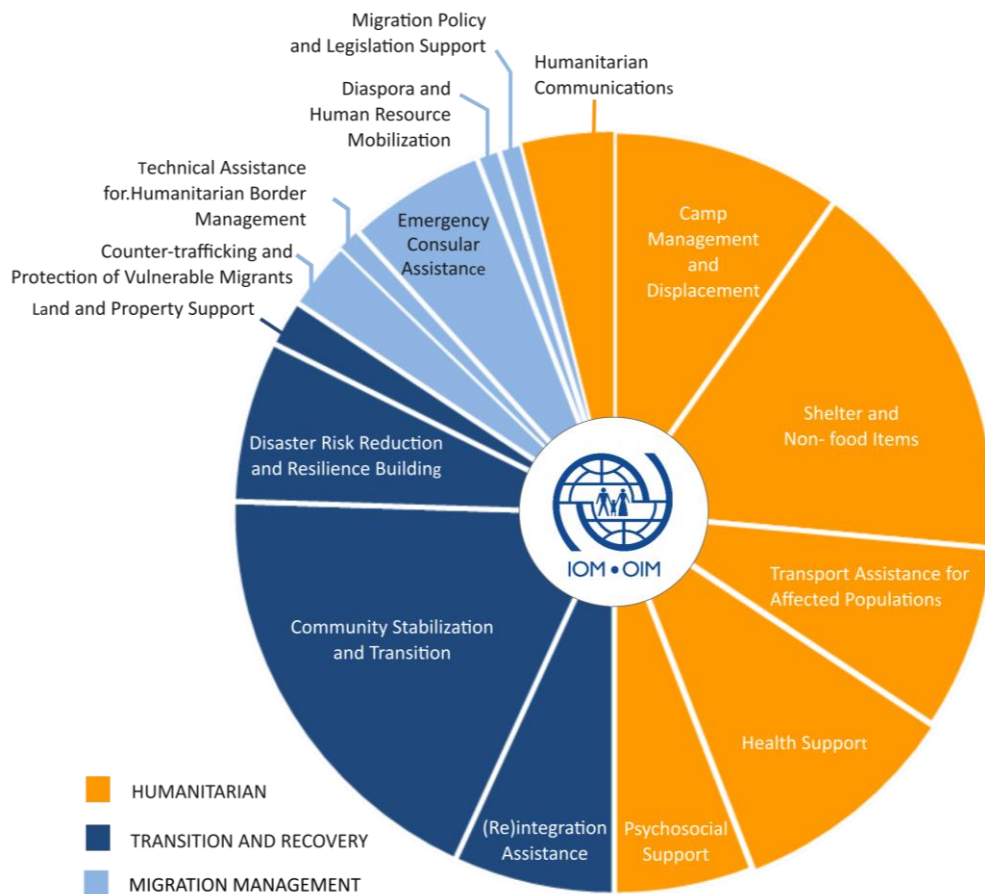 Migration Policy
and Legislation Support
Humanitarian
Communications
Diaspora and
Human Resource
Mobilization
Technical Assistance
for.Humanitarian Border
Management
Counter-trafficking and
Protection of Vulnerable Migrants
Land and Property Support
Emergency
Consular
Assistance
Camp
Management
and
Displacement
Shelter and
Non- food Items
Disaster Risk Reduction
and Resilience Building
IOM • OIM
Transport Assistance for
Affected Populations
Community Stabilization
and Transition
Health Support
(Re)integration
Assistance
Psychosocial
Support
HUMANITARIAN
TRANSITION AND RECOVERY
MIGRATION MANAGEMENT